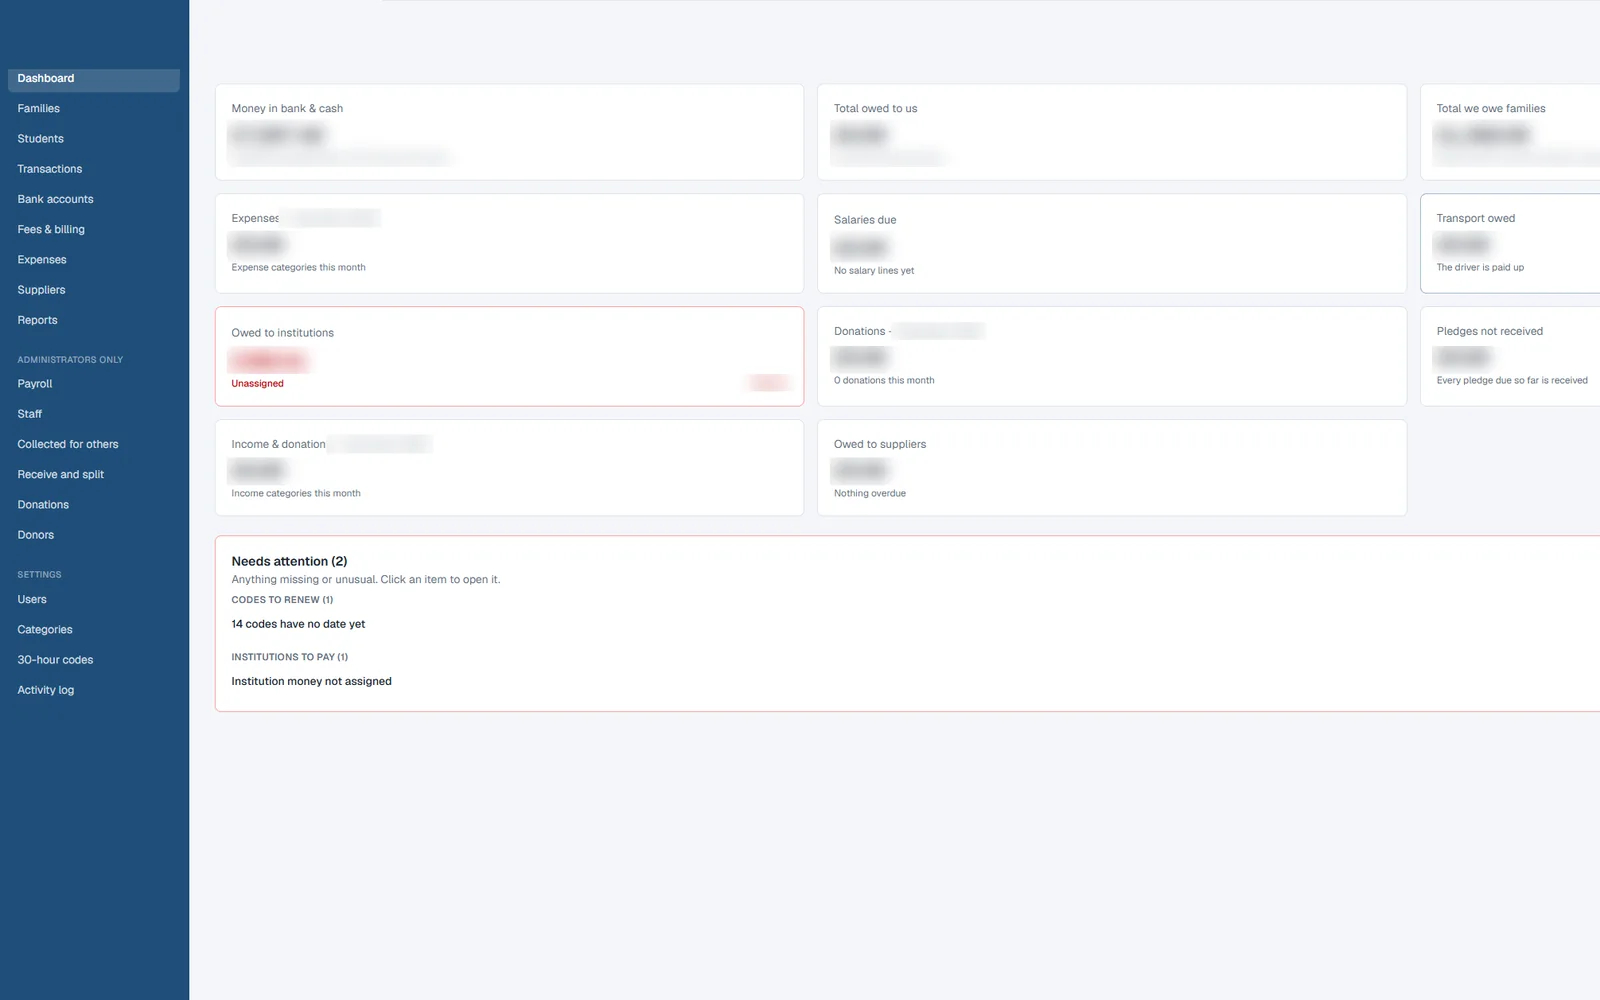 Dashboard
Families
Students
Transactions
Bank accounts
Fees & billing
Expenses
Suppliers
Reports
ADMINISTRATORS ONLY
Payroll
Staff
Collected for others
Receive and split
Donations
Donors
SETTINGS
Users
Categories
30-hour codes
Activity log
Money in bank & cash
Total owed to us
Total we owe families
Expenses
Expense categories this month
Salaries due
No salary lines yet
Transport owed
The driver is paid up
Owed to institutions
Unassigned
Donations -
0 donations this month
Pledges not received
Every pledge due so far is received
Income & donation
Income categories this month
Owed to suppliers
Nothing overdue
Needs attention (2)
Anything missing or unusual. Click an item to open it.
CODES TO RENEW (1)
14 codes have no date yet
INSTITUTIONS TO PAY (1)
Institution money not assigned